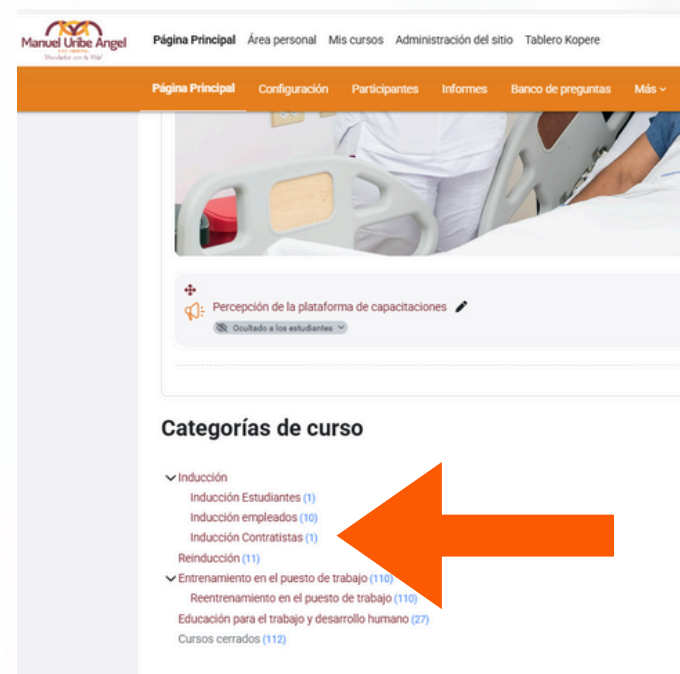 Manuel Uribe Ángel
Página Principal Área personal Mis cursos Administración del sitio Tablero Kopere
Página Principal Configuración Participantes Informes Banco de preguntas Más
Percepción de la plataforma de capacitaciones
Ocultado a los estudiantes
Categorías de curso
Inducción
Inducción Estudiantes (1)
Inducción empleados (10)
Inducción Contratistas (1)
Reinducción (11)
Entrenamiento en el puesto de trabajo (110)
Reentrenamiento en el puesto de trabajo (110)
Educación para el trabajo y desarrollo humano (27)
Cursos cerrados (112)